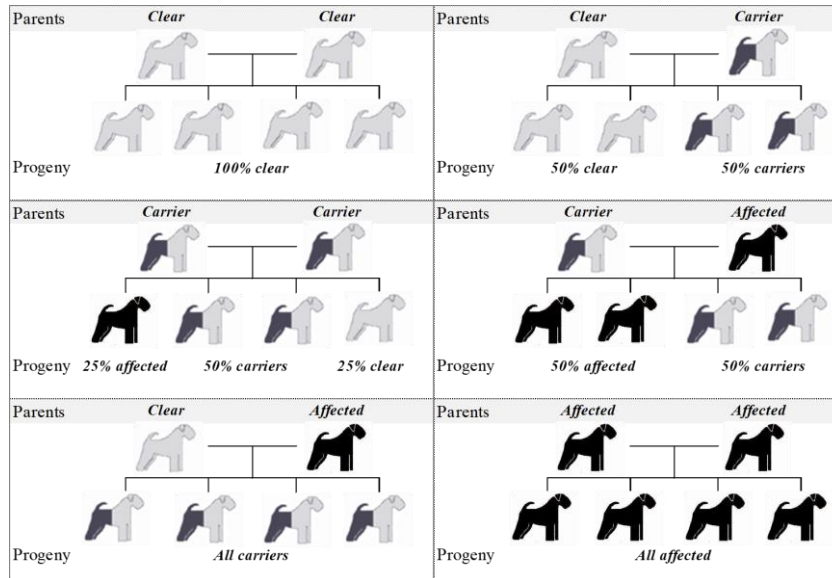 Parents Clear Clear
Progeny 100% clear
Parents Clear Carrier
Progeny 50% clear 50% carriers
Parents Carrier Carrier
Progeny 25% affected 50% carriers 25% clear
Parents Carrier Affected
Progeny 50% affected 50% carriers
Parents Clear Affected
Progeny All carriers
Parents Affected Affected
Progeny All affected